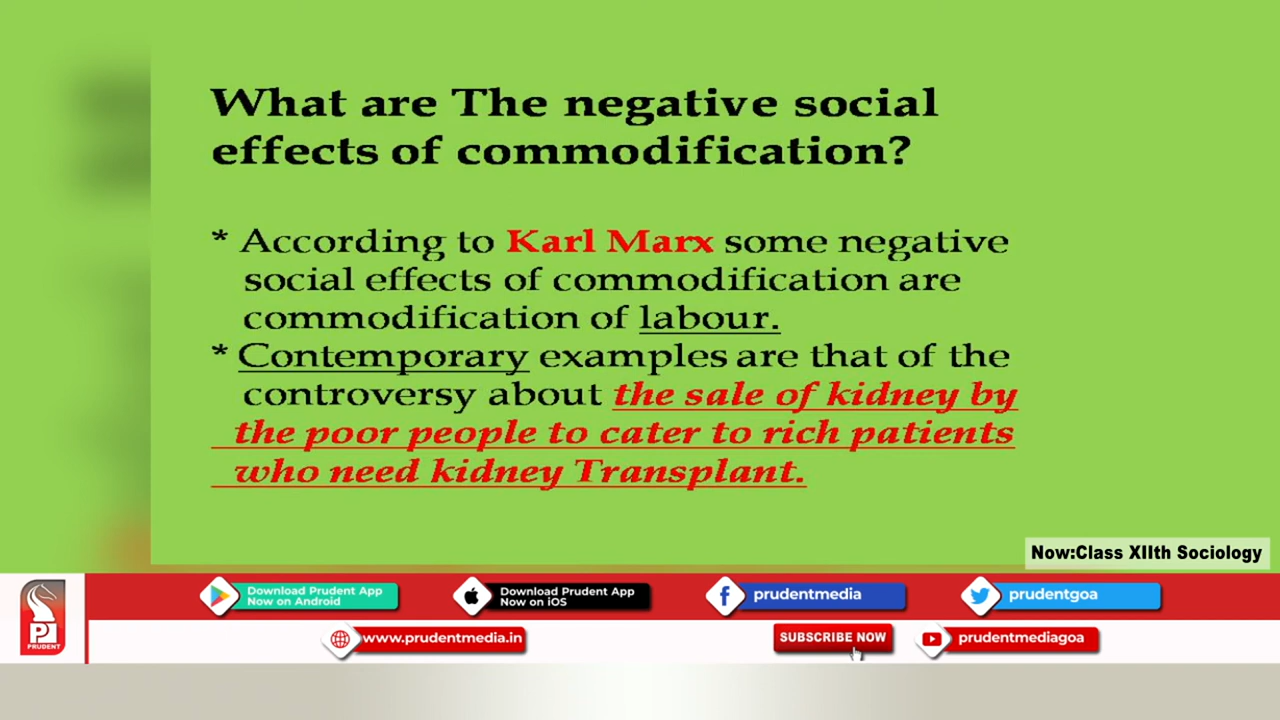 What are The negative social
effects of commodification?
* According to Karl Marx some negative
social effects of commodification are
commodification of labour.
* Contemporary examples are that of the
controversy about the sale of kidney by
the poor people to cater to rich patients
who need kidney Transplant.
Now:Class XIIth Sociology
Download Prudent App
Now on Android
Download Prudent App
Now on iOS
prudentmedia
prudentgoa
PRUDENT
www.prudentmedia.in
SUBSCRIBE NOW
prudentmediagoa